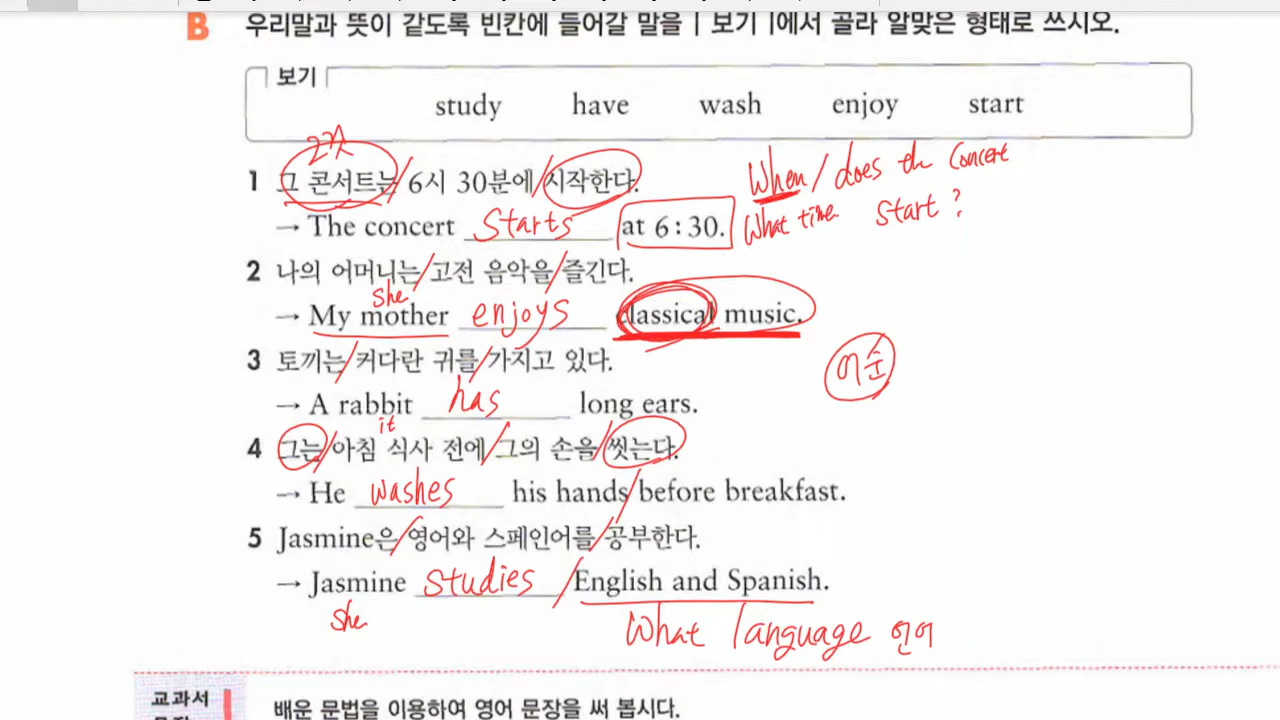 B 우리말과 뜻이 같도록 빈칸에 들어갈 말을 | 보기 |에서 골라 알맞은 형태로 쓰시오.
보기
study have wash enjoy start
그것
1 그 콘서트는/6시 30분에/시작한다. When/does the concert
→ The concert starts at 6:30. What time start?
2 나의 어머니는/고전 음악을/즐긴다.
she
→ My mother enjoys classical music.
3 토끼는/커다란 귀를/가지고 있다. 어순
→ A rabbit has long ears.
it
4 그는/아침 식사 전에/그의 손을/씻는다.
→ He washes his hands/before breakfast.
5 Jasmine은/영어와 스페인어를/공부한다.
→ Jasmine studies /English and Spanish.
she What language 언어
교과서 배운 문법을 이용하여 영어 문장을 써 봅시다.